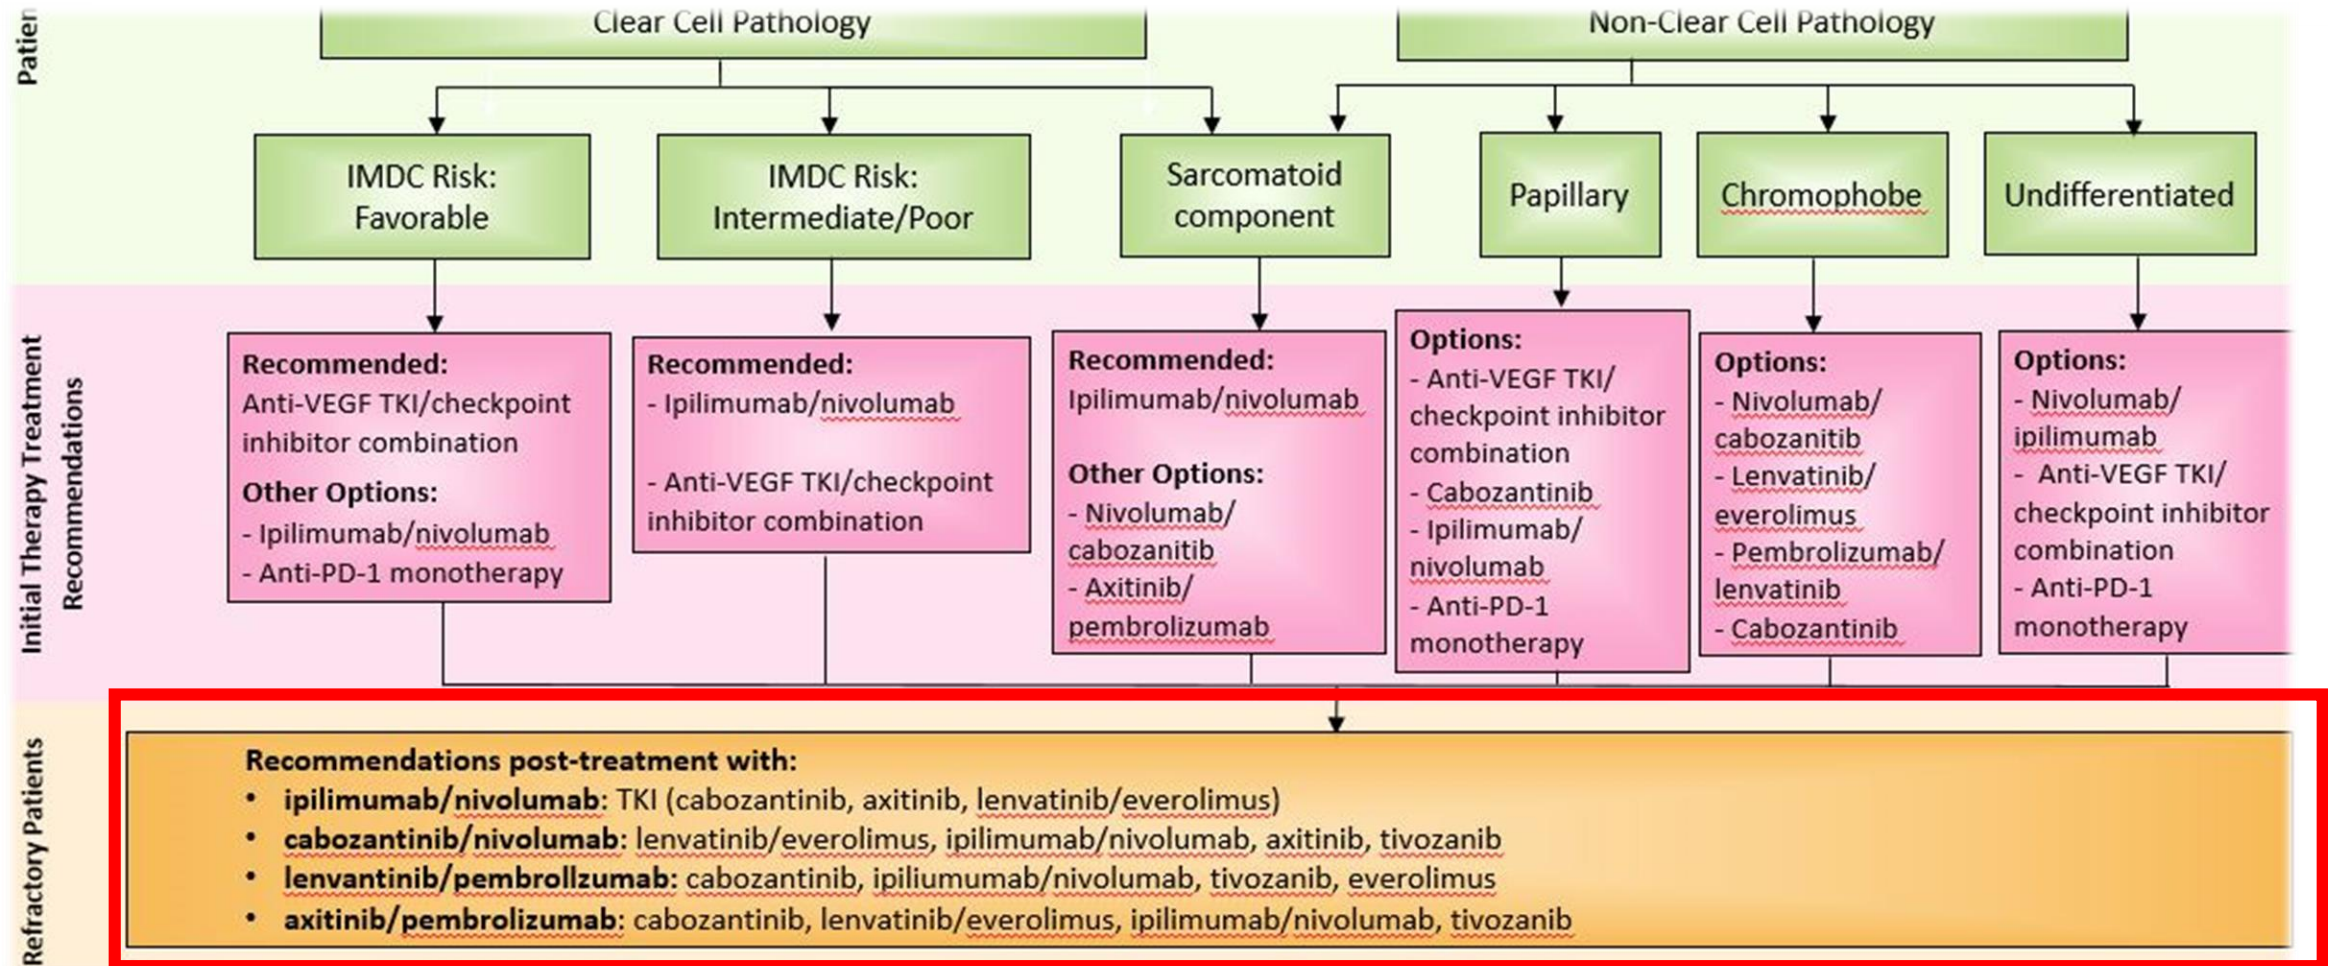 Patien
Clear Cell Pathology
Non-Clear Cell Pathology
IMDC Risk:
Favorable
IMDC Risk:
Intermediate/Poor
Sarcomatoid
component
Papillary
Chromophobe
Undifferentiated
Initial Therapy Treatment
Recommendations
Recommended:
Anti-VEGF TKI/checkpoint
inhibitor combination
Other Options:
- Ipilimumab/nivolumab
- Anti-PD-1 monotherapy
Recommended:
- Ipilimumab/nivolumab
- Anti-VEGF TKI/checkpoint
inhibitor combination
Recommended:
Ipilimumab/nivolumab
Other Options:
- Nivolumab/
cabozanitib
- Axitinib/
pembrolizumab
Options:
- Anti-VEGF TKI/
checkpoint inhibitor
combination
- Cabozantinib
- Ipilimumab/
nivolumab
- Anti-PD-1
monotherapy
Options:
- Nivolumab/
cabozanitib
- Lenvatinib/
everolimus
- Pembrolizumab/
lenvatinib
- Cabozantinib
Options:
- Nivolumab/
ipilimumab
- Anti-VEGF TKI/
checkpoint inhibitor
combination
- Anti-PD-1
monotherapy
Refractory Patients
Recommendations post-treatment with:
• ipilimumab/nivolumab: TKI (cabozantinib, axitinib, lenvatinib/everolimus)
• cabozantinib/nivolumab: lenvatinib/everolimus, ipilimumab/nivolumab, axitinib, tivozanib
• lenvantinib/pembrollzumab: cabozantinib, ipiliumumab/nivolumab, tivozanib, everolimus
• axitinib/pembrolizumab: cabozantinib, lenvatinib/everolimus, ipilimumab/nivolumab, tivozanib